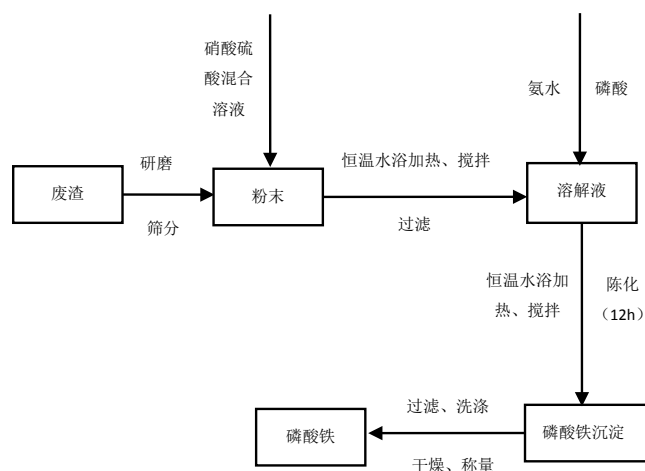 硝酸硫
酸混合
溶液
氨水
磷酸
研磨
恒温水浴加热、搅拌
废渣
粉末
溶解液
筛分
过滤
恒温水浴加
热、搅拌
陈化
（12h）
过滤、洗涤
磷酸铁
磷酸铁沉淀
干燥、称量